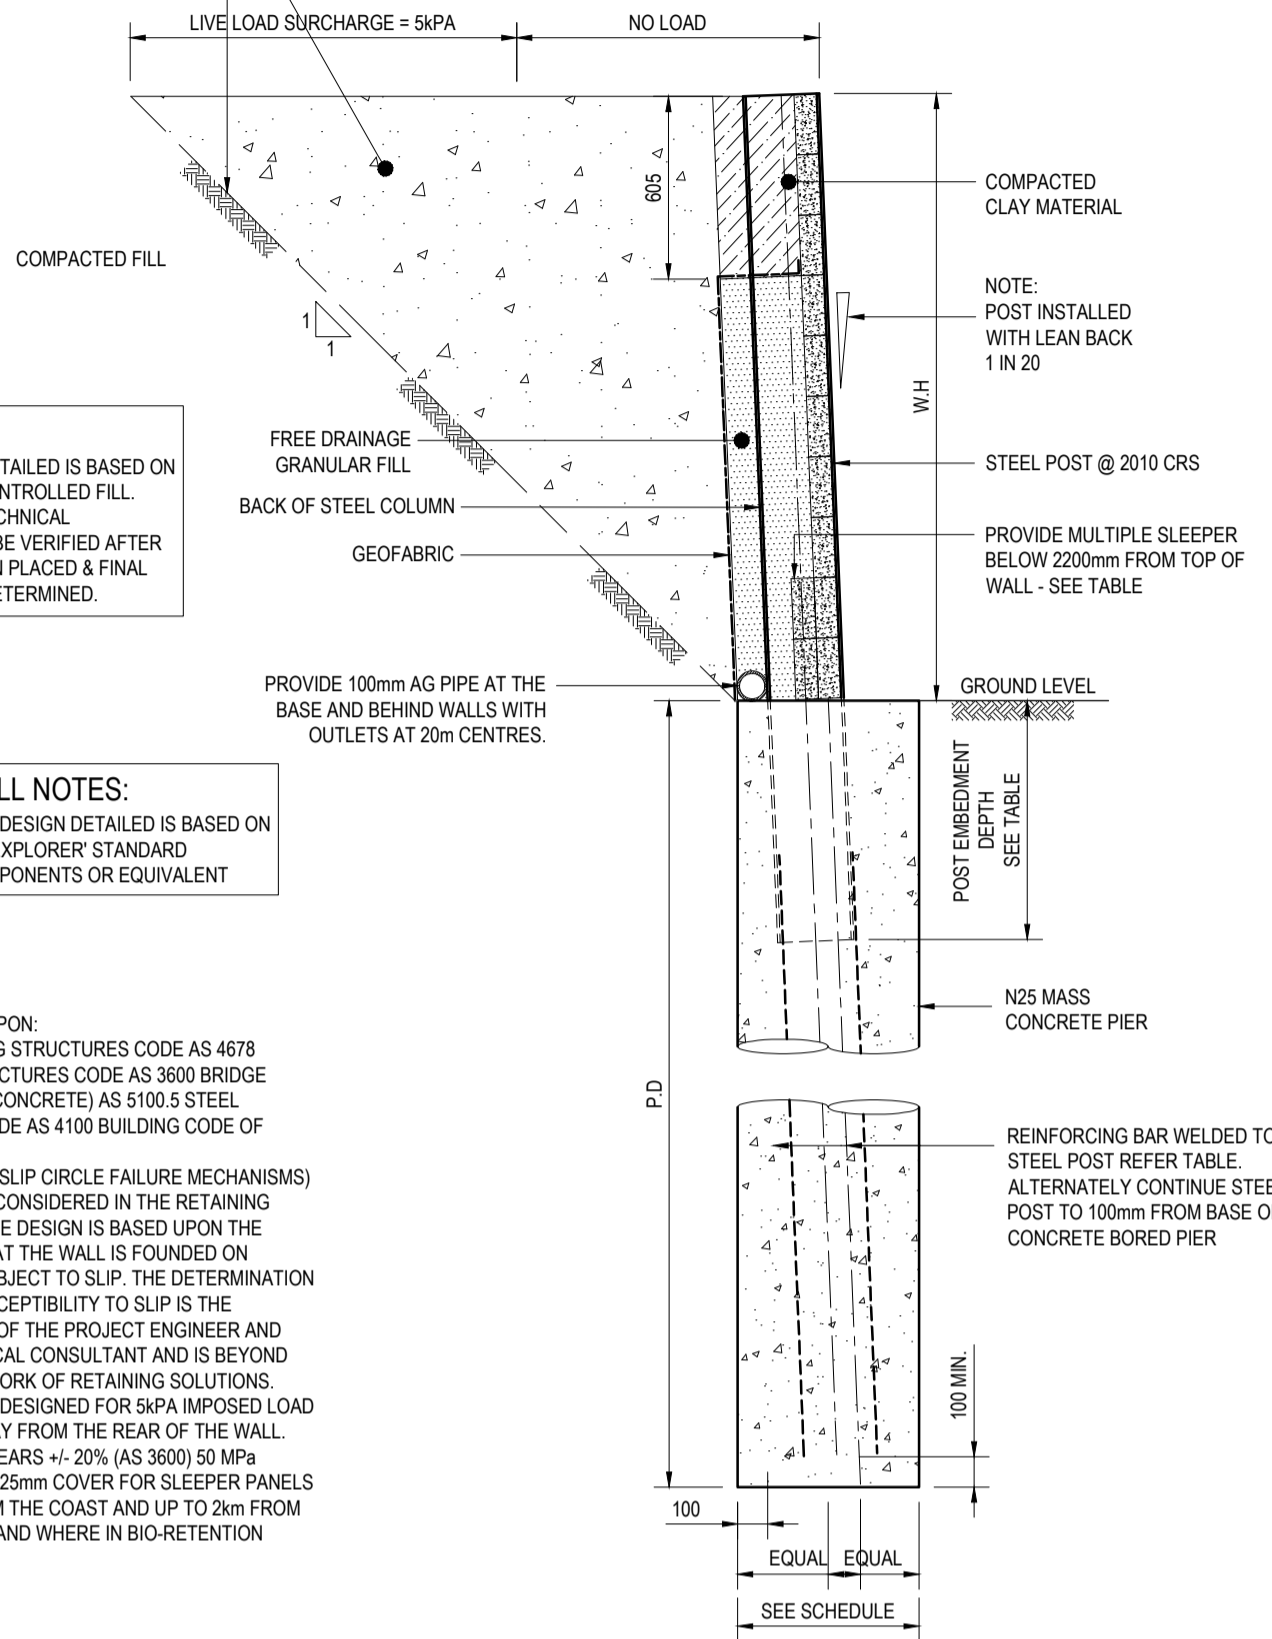 LIVE LOAD SURCHARGE = 5kPA
NO LOAD
605
COMPACTED
CLAY MATERIAL
COMPACTED FILL
1
1
NOTE:
POST INSTALLED
WITH LEAN BACK
1 IN 20
W.H
FREE DRAINAGE
GRANULAR FILL
STEEL POST @ 2010 CRS
BACK OF STEEL COLUMN
GEOFABRIC
PROVIDE MULTIPLE SLEEPER
BELOW 2200mm FROM TOP OF
WALL - SEE TABLE
ETAILED IS BASED ON
ONTROLLED FILL.
CHNICAL
BE VERIFIED AFTER
N PLACED & FINAL
ETERMINED.
PROVIDE 100mm AG PIPE AT THE
BASE AND BEHIND WALLS WITH
OUTLETS AT 20m CENTRES.
GROUND LEVEL
POST EMBEDMENT
DEPTH
SEE TABLE
LL NOTES:
DESIGN DETAILED IS BASED ON
XPLORER' STANDARD
PONENTS OR EQUIVALENT
N25 MASS
CONCRETE PIER
P.D
PON:
G STRUCTURES CODE AS 4678
CTURES CODE AS 3600 BRIDGE
CONCRETE) AS 5100.5 STEEL
DE AS 4100 BUILDING CODE OF
SLIP CIRCLE FAILURE MECHANISMS)
CONSIDERED IN THE RETAINING
E DESIGN IS BASED UPON THE
AT THE WALL IS FOUNDED ON
BJECT TO SLIP. THE DETERMINATION
CEPTIBILITY TO SLIP IS THE
OF THE PROJECT ENGINEER AND
CAL CONSULTANT AND IS BEYOND
ORK OF RETAINING SOLUTIONS.
DESIGNED FOR 5kPA IMPOSED LOAD
Y FROM THE REAR OF THE WALL.
EARS +/- 20% (AS 3600) 50 MPa
25mm COVER FOR SLEEPER PANELS
M THE COAST AND UP TO 2km FROM
AND WHERE IN BIO-RETENTION
REINFORCING BAR WELDED TO
STEEL POST REFER TABLE.
ALTERNATELY CONTINUE STEE
POST TO 100mm FROM BASE O
CONCRETE BORED PIER
100 MIN.
100
EQUAL
EQUAL
SEE SCHEDULE